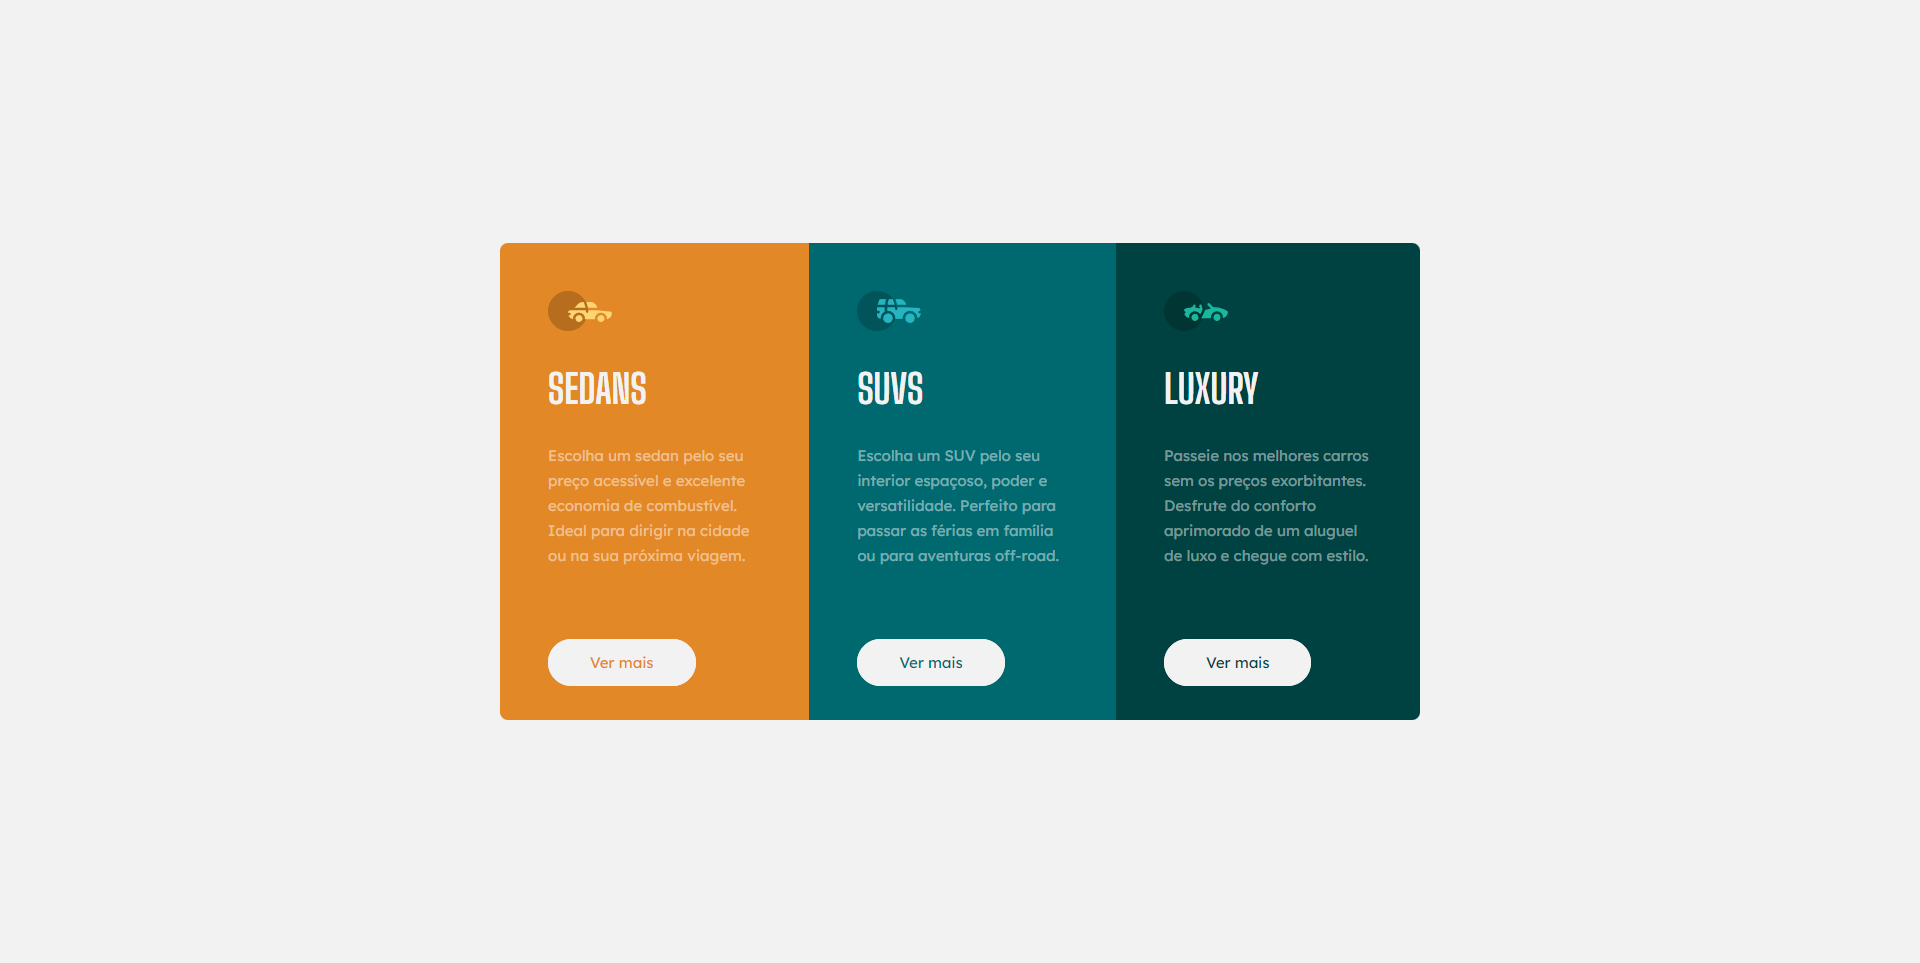 SEDANS
Escolha um sedan pelo seu
preço acessível e excelente
economia de combustível.
Ideal para dirigir na cidade
ou na sua próxima viagem.
Ver mais
SUVS
Escolha um SUV pelo seu
interior espaçoso, poder e
versatilidade. Perfeito para
passar as férias em família
ou para aventuras off-road.
Ver mais
LUXURY
Passeie nos melhores carros
sem os preços exorbitantes.
Desfrute do conforto
aprimorado de um aluguel
de luxo e chegue com estilo.
Ver mais